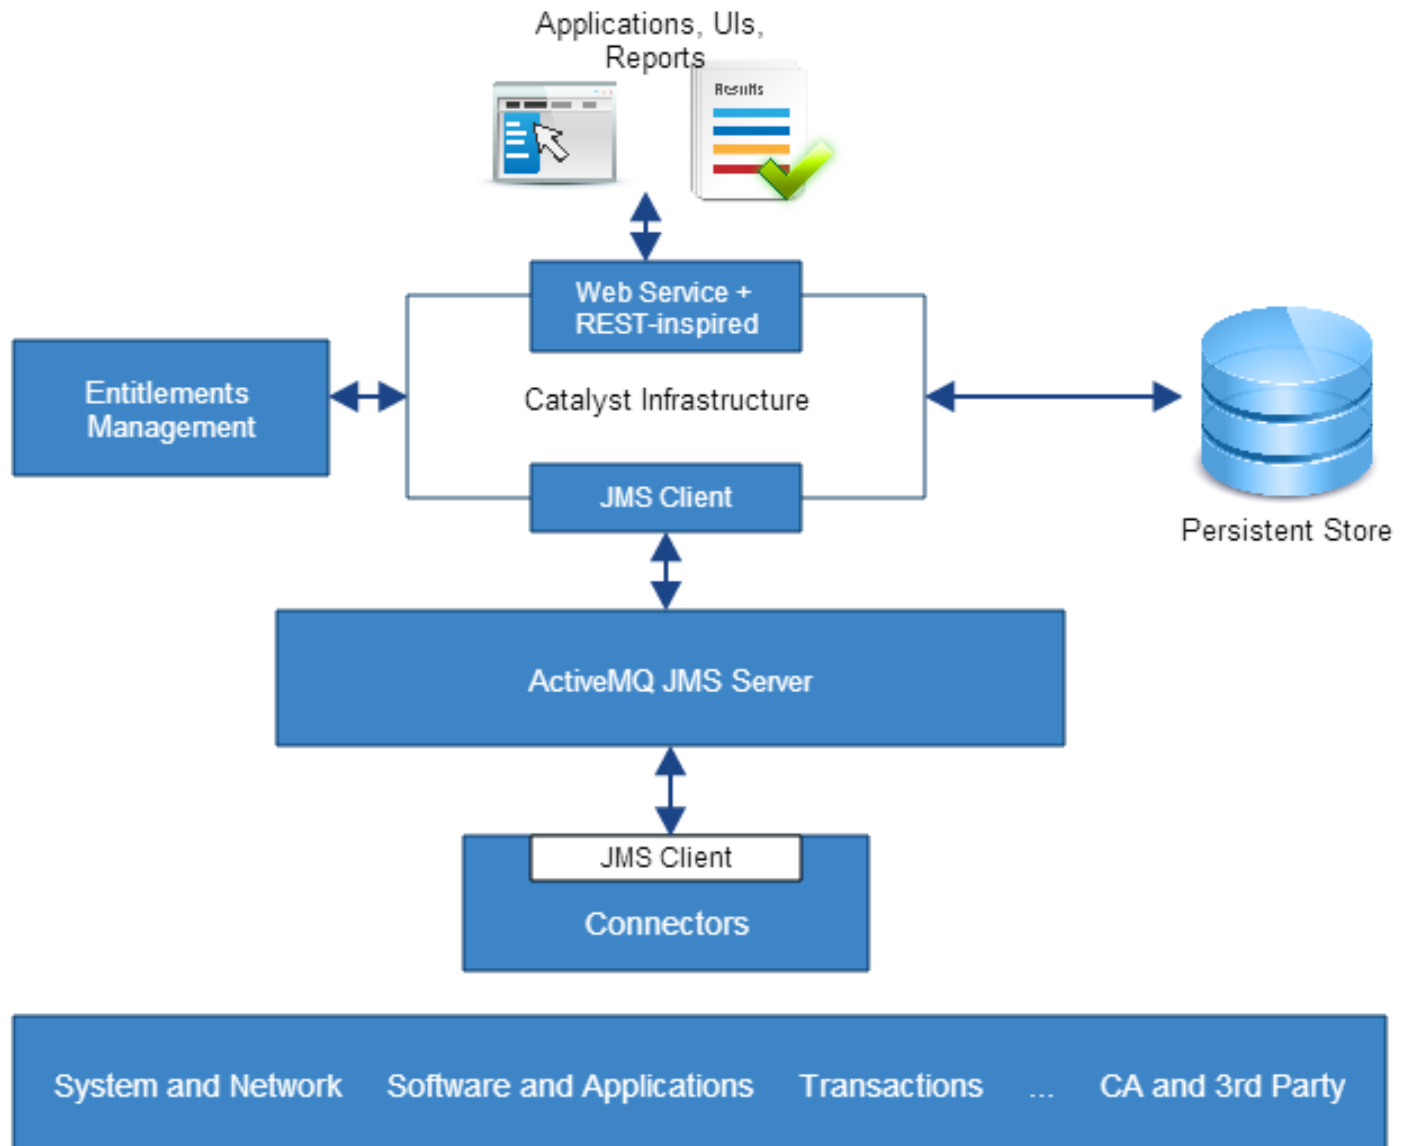 Applications, UIs,
Reports
Results
Web Service +
REST-inspired
Entitlements
Management
Catalyst Infrastructure
JMS Client
Persistent Store
ActiveMQ JMS Server
JMS Client
Connectors
System and Network Software and Applications Transactions ... CA and 3rd Party